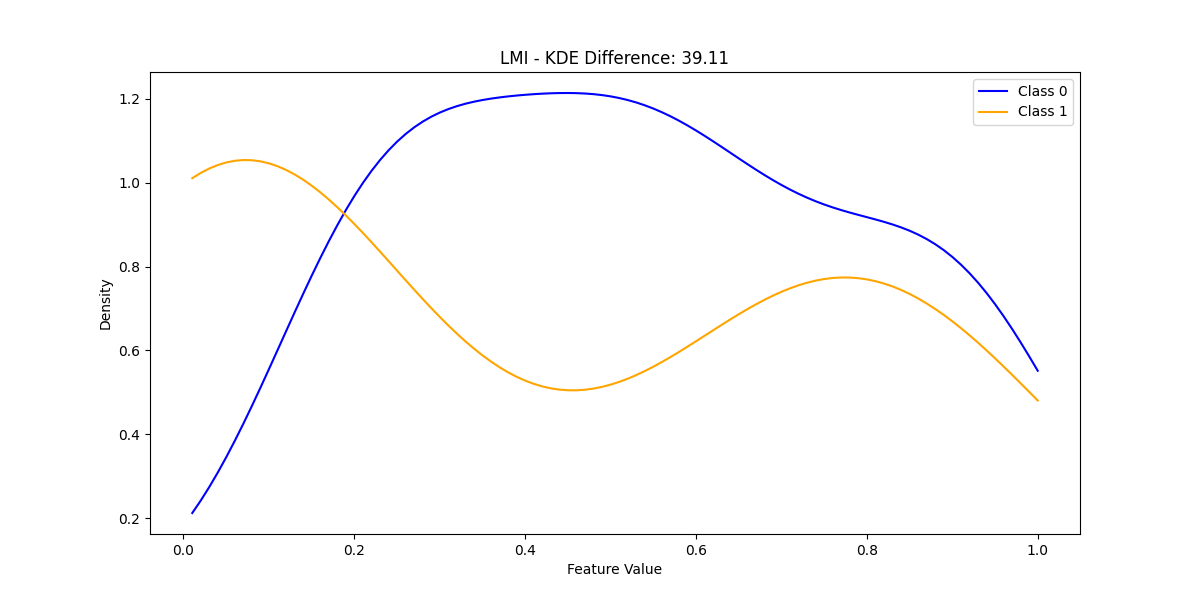 LMI - KDE Difference: 39.11
Class 0
Class 1
Density
1.2
1.0
0.8
0.6
0.4
0.2
0.0 0.2 0.4 0.6 0.8 1.0
Feature Value